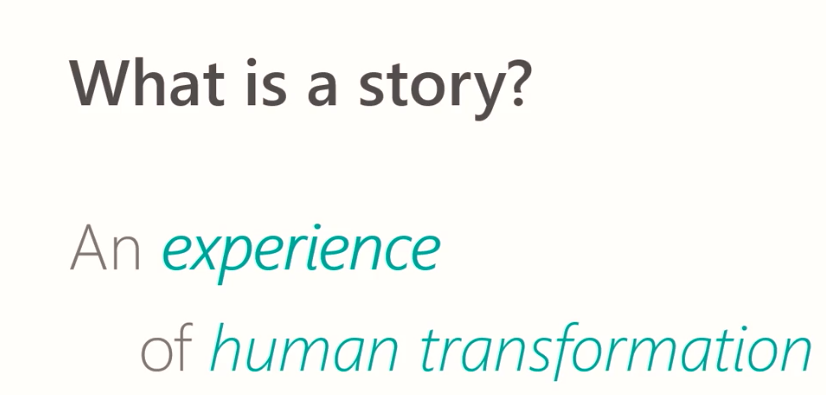 What is a story?
An experience
of human transformation